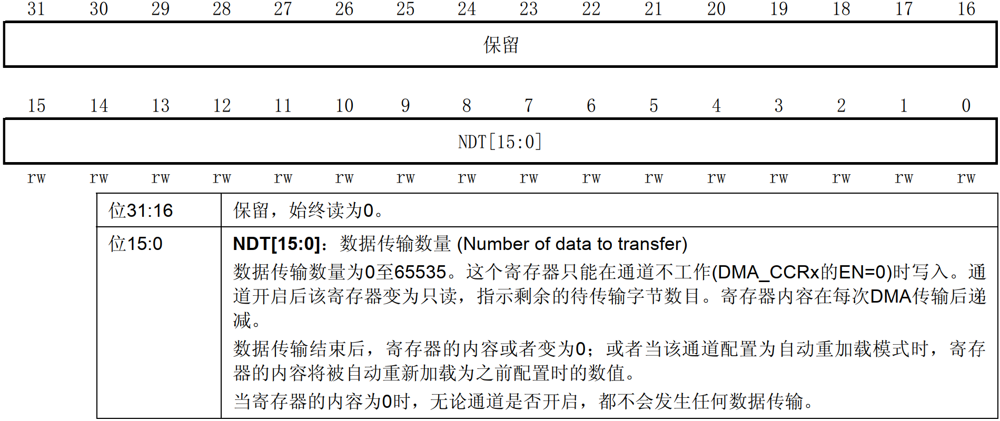 31 30 29 28 27 26 25 24 23 22 21 20 19 18 17 16
保留
15 14 13 12 11 10 9 8 7 6 5 4 3 2 1 0
NDT[15:0]
rw rw rw rw rw rw rw rw rw rw rw rw rw rw rw rw
位31:16 保留，始终读为0。
位15:0 NDT[15:0]：数据传输数量 (Number of data to transfer)
数据传输数量为0至65535。这个寄存器只能在通道不工作(DMA_CCRx的EN=0)时写入。通
道开启后该寄存器变为只读，指示剩余的待传输字节数目。寄存器内容在每次DMA传输后递
减。
数据传输结束后，寄存器的内容或者变为0；或者当该通道配置为自动重加载模式时，寄存
器的内容将被自动重新加载为之前配置时的数值。
当寄存器的内容为0时，无论通道是否开启，都不会发生任何数据传输。